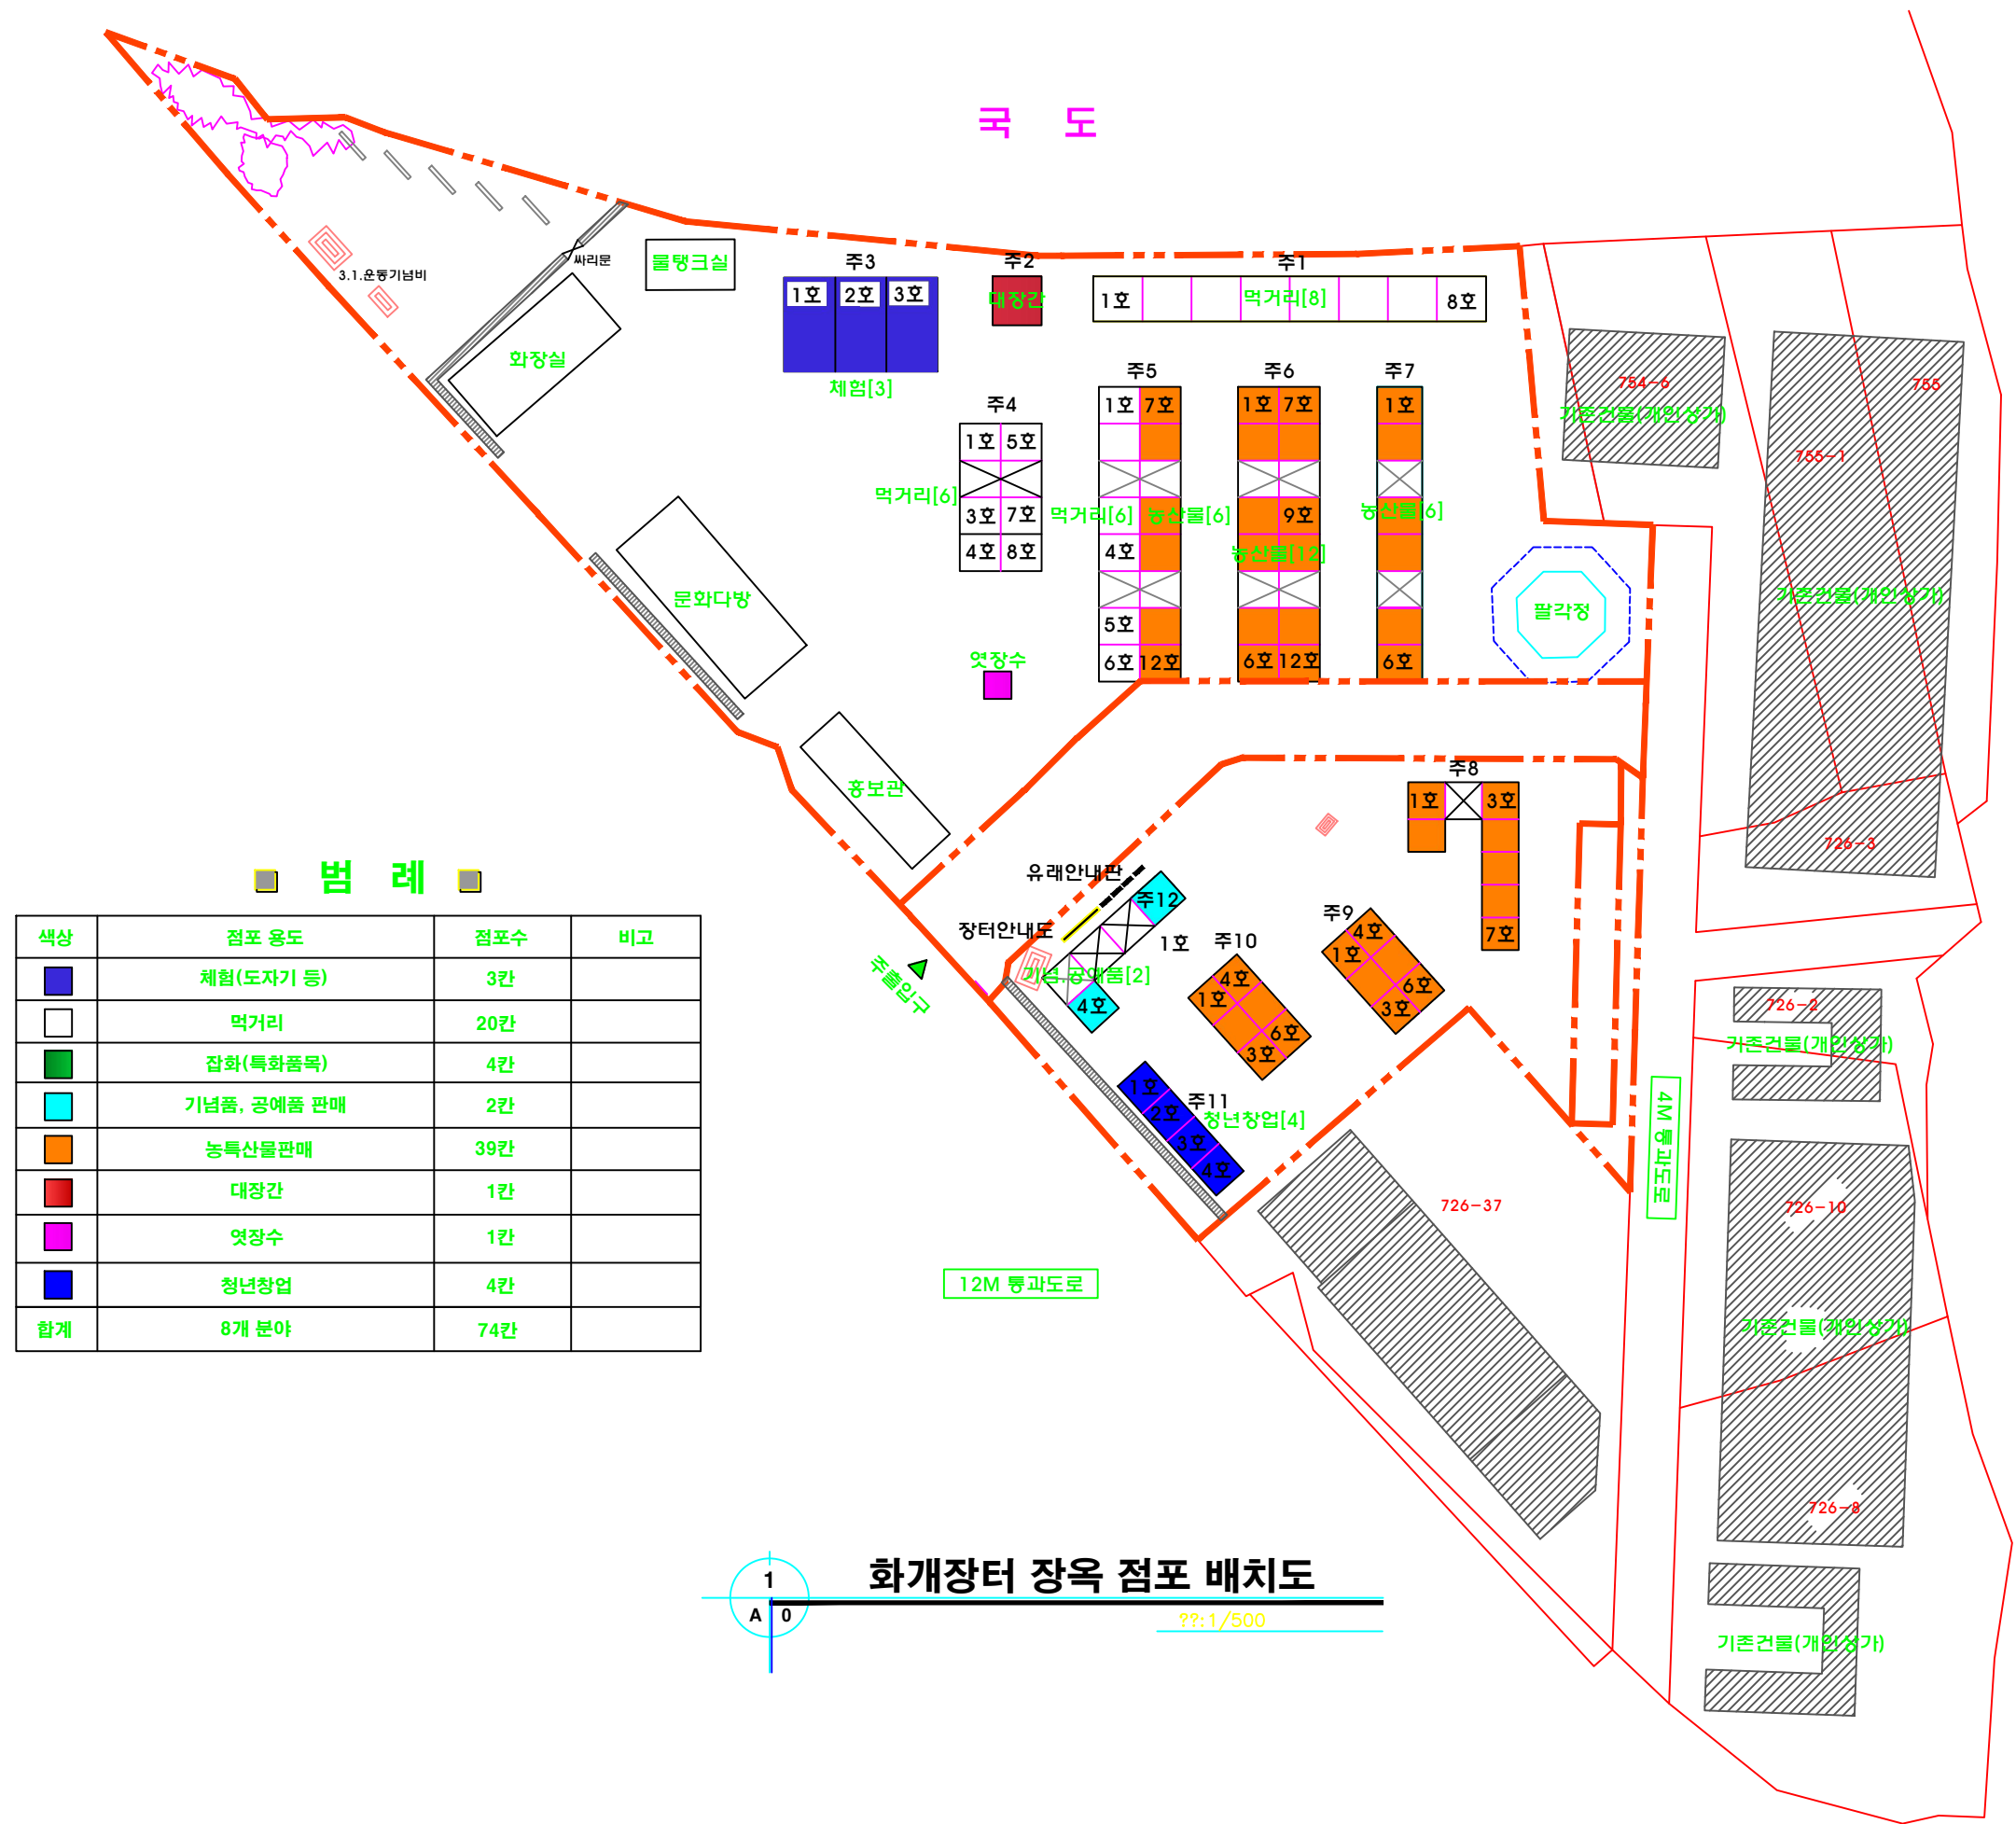 국 도
싸리문
3.1.운동기념비
물탱크실
화장실
주3
1호 2호 3호
체험[3]
주2
대장간
주1
1호 먹거리[8] 8호
주4
1호 5호
3호 7호
4호 8호
먹거리[6]
주5
1호 7호
4호
5호
6호 12호
먹거리[6] 농산물[6]
주6
1호 7호
9호
농산물[12]
6호 12호
주7
1호
농산물[6]
6호
팔각정
문화다방
엿장수
홍보관
754-6
기존건물(개인상가)
755
755-1
기존건물(개인상가)
726-3
주8
1호 3호
7호
유래안내판
장터안내도
주12
1호
기념.공예품[2]
4호
주출입구
주10
4호
1호
6호
3호
주9
4호
1호
6호
3호
주11
1호
2호
3호
4호
청년창업[4]
726-2
기존건물(개인상가)
4M 통과도로
726-37
726-10
기존건물(개인상가)
726-8
기존건물(개인상가)
12M 통과도로
범 례
색상 점포 용도 점포수 비고
체험(도자기 등) 3칸
먹거리 20칸
잡화(특화품목) 4칸
기념품, 공예품 판매 2칸
농특산물판매 39칸
대장간 1칸
엿장수 1칸
청년창업 4칸
합계 8개 분야 74칸
1
A 0
화개장터 장옥 점포 배치도
??:1/500